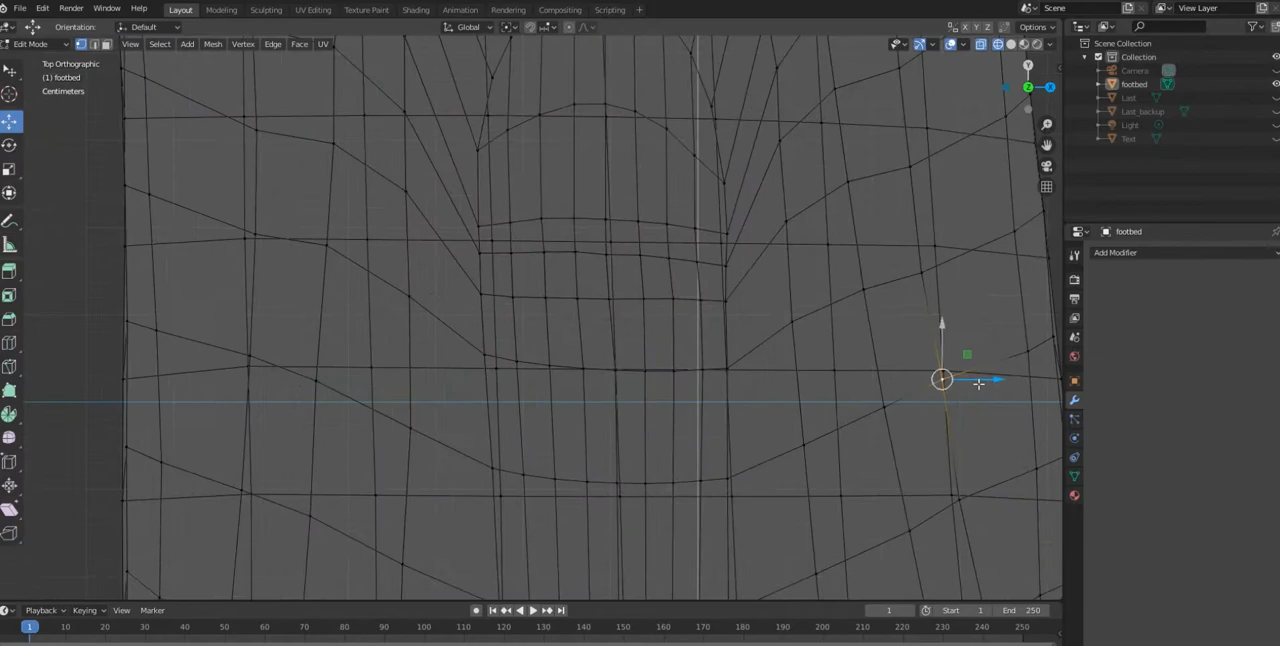 File Edit Render Window Help Layout Modeling Sculpting UV Editing Texture Paint Shading Animation Rendering Compositing Scripting + Scene View Layer
Orientation: Default Global X Y Z Options
Edit Mode View Select Add Mesh Vertex Edge Face UV
Top Orthographic
(1) footbed
Centimeters
Y
Z
X
Scene Collection
Collection
Camera
footbed
Last
Last_backup
Light
Text
footbed
Add Modifier
Playback Keying View Marker 1 Start 1 End 250
1 10 20 30 40 50 60 70 80 90 100 110 120 130 140 150 160 170 180 190 200 210 220 230 240 250